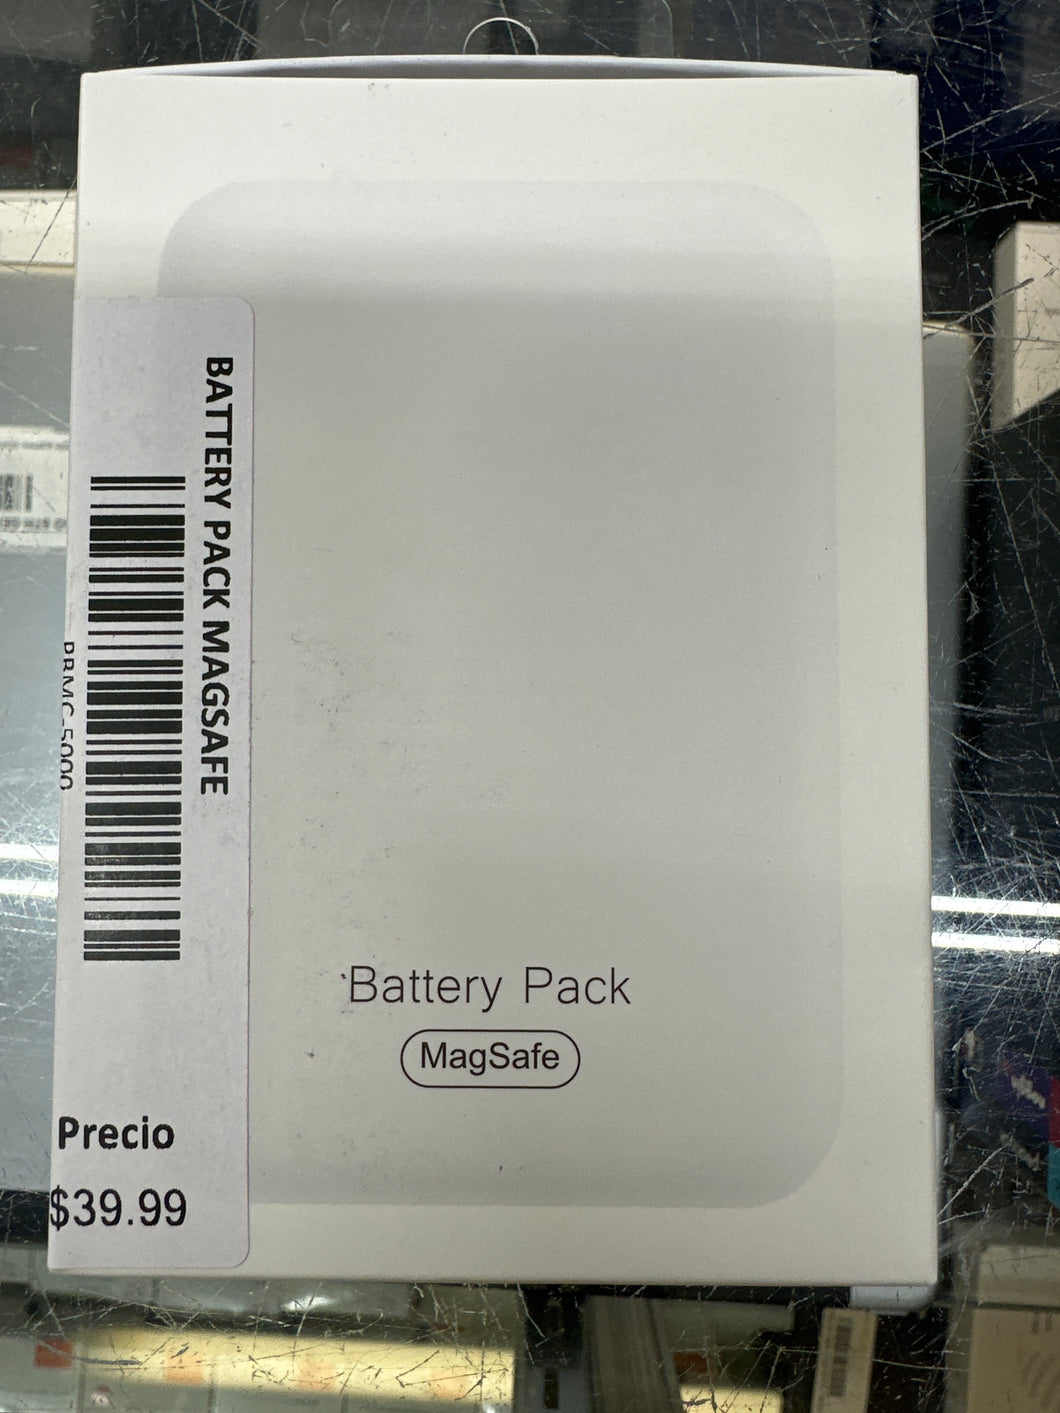 BATTERY PACK MAGSAFE
Precio
$39.99
Battery Pack
MagSafe